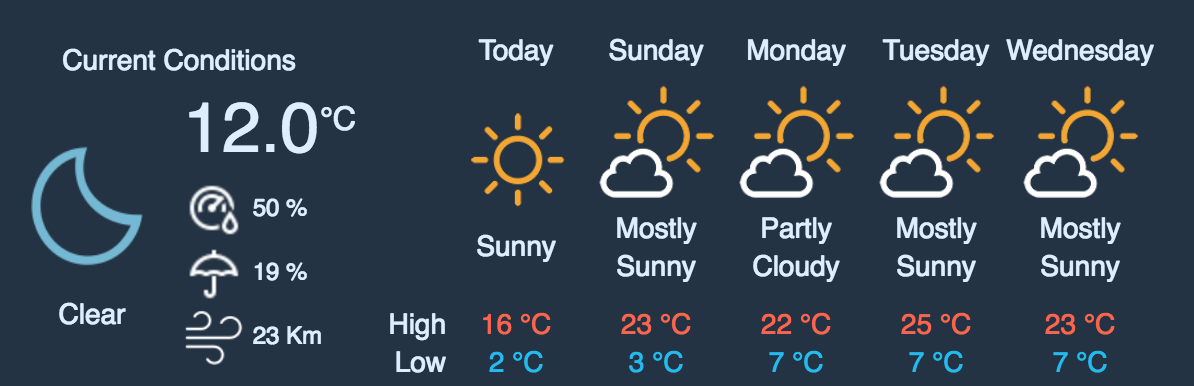 Current Conditions
12.0°C
50 %
19 %
23 Km
Clear
Today Sunday Monday Tuesday Wednesday
Sunny
Mostly
Sunny
Partly
Cloudy
Mostly
Sunny
Mostly
Sunny
High 16 °C 23 °C 22 °C 25 °C 23 °C
Low 2 °C 3 °C 7 °C 7 °C 7 °C